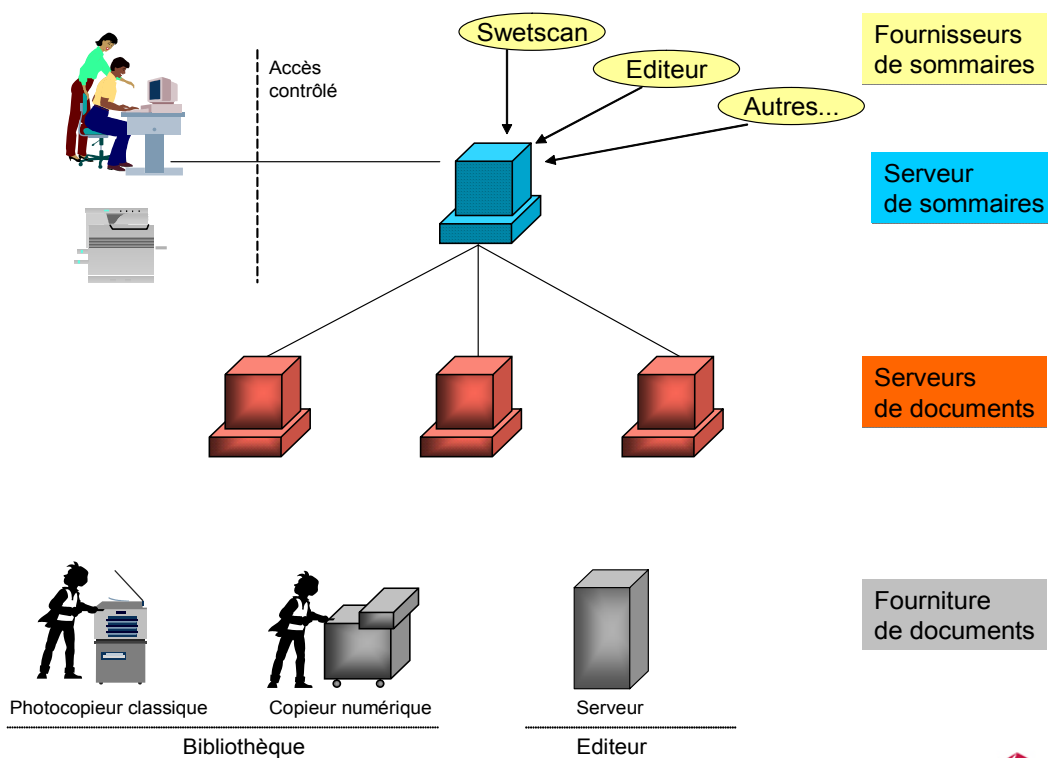 Swetscan
Editeur
Autres...
Fournisseurs
de sommaires
Accès
contrôlé
Serveur
de sommaires
Serveurs
de documents
Fourniture
de documents
Photocopieur classique
Copieur numérique
Serveur
Bibliothèque
Editeur